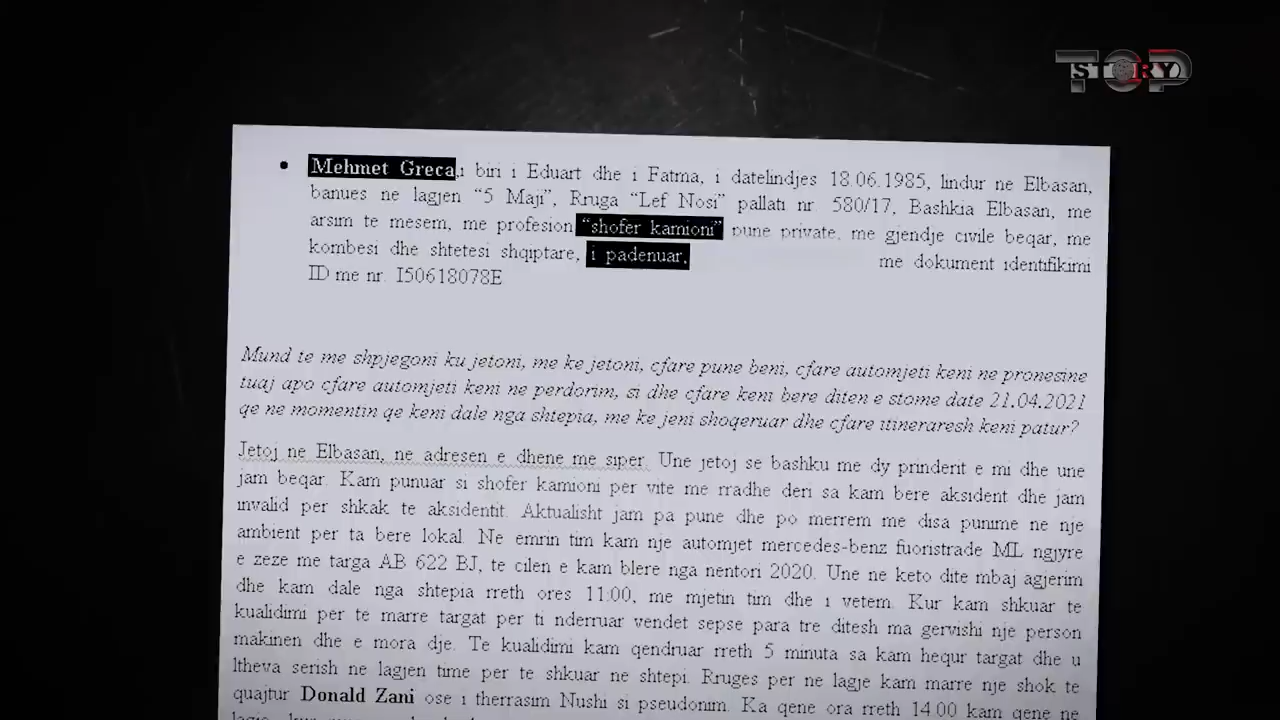 TOP STORY
• Mehmet Greca, i biri i Eduart dhe i Fatma, i datelindjes 18.06.1985, lindur ne Elbasan,
banues ne lagjen “5 Maji”, Rruga “Lef Nosi” pallati nr. 580/17, Bashkia Elbasan, me
arsim te mesem, me profesion “shofer kamioni” pune private, me gjendje civile beqar, me
kombesi dhe shtetesi shqiptare, i padenuar, me dokument identifikimi
ID me nr. I50618078E
Mund te me shpjegoni ku jetoni, me ke jetoni, cfare pune beni, cfare automjeti keni ne pronesine
tuaj apo cfare automjeti keni ne perdorim, si dhe cfare keni bere diten e stome date 21.04.2021
qe ne momentin qe keni dale nga shtepia, me ke jeni shoqeruar dhe cfare itineraresh keni patur?
Jetoj ne Elbasan, ne adresen e dhene me siper. Une jetoj se bashku me dy prinderit e mi dhe une
jam beqar. Kam punuar si shofer kamioni per vite me rradhe deri sa kam bere aksident dhe jam
invalid per shkak te aksidentit. Aktualisht jam pa pune dhe po merrem me disa punime ne nje
ambient per ta bere lokal. Ne emrin tim kam nje automjet mercedes-benz fuoristrade ML ngjyre
e zeze me targa AB 622 BJ, te cilen e kam blere nga nentori 2020. Une ne keto dite mbaj agjerim
dhe kam dale nga shtepia rreth ores 11:00, me mjetin tim dhe i vetem. Kur kam shkuar te
kualidimi per te marre targat per ti nderruar vendet sepse para tre ditesh ma gervishi nje person
makinen dhe e mora dje. Te kualidimi kam qendruar rreth 5 minuta sa kam hequr targat dhe u
ktheva serish ne lagjen time per te shkuar ne shtepi. Rruges per ne lagje kam marre nje shok te
quajtur Donald Zani ose i therrasim Nushi si pseudonim. Ka qene ora rreth 14.00 kam qene ne